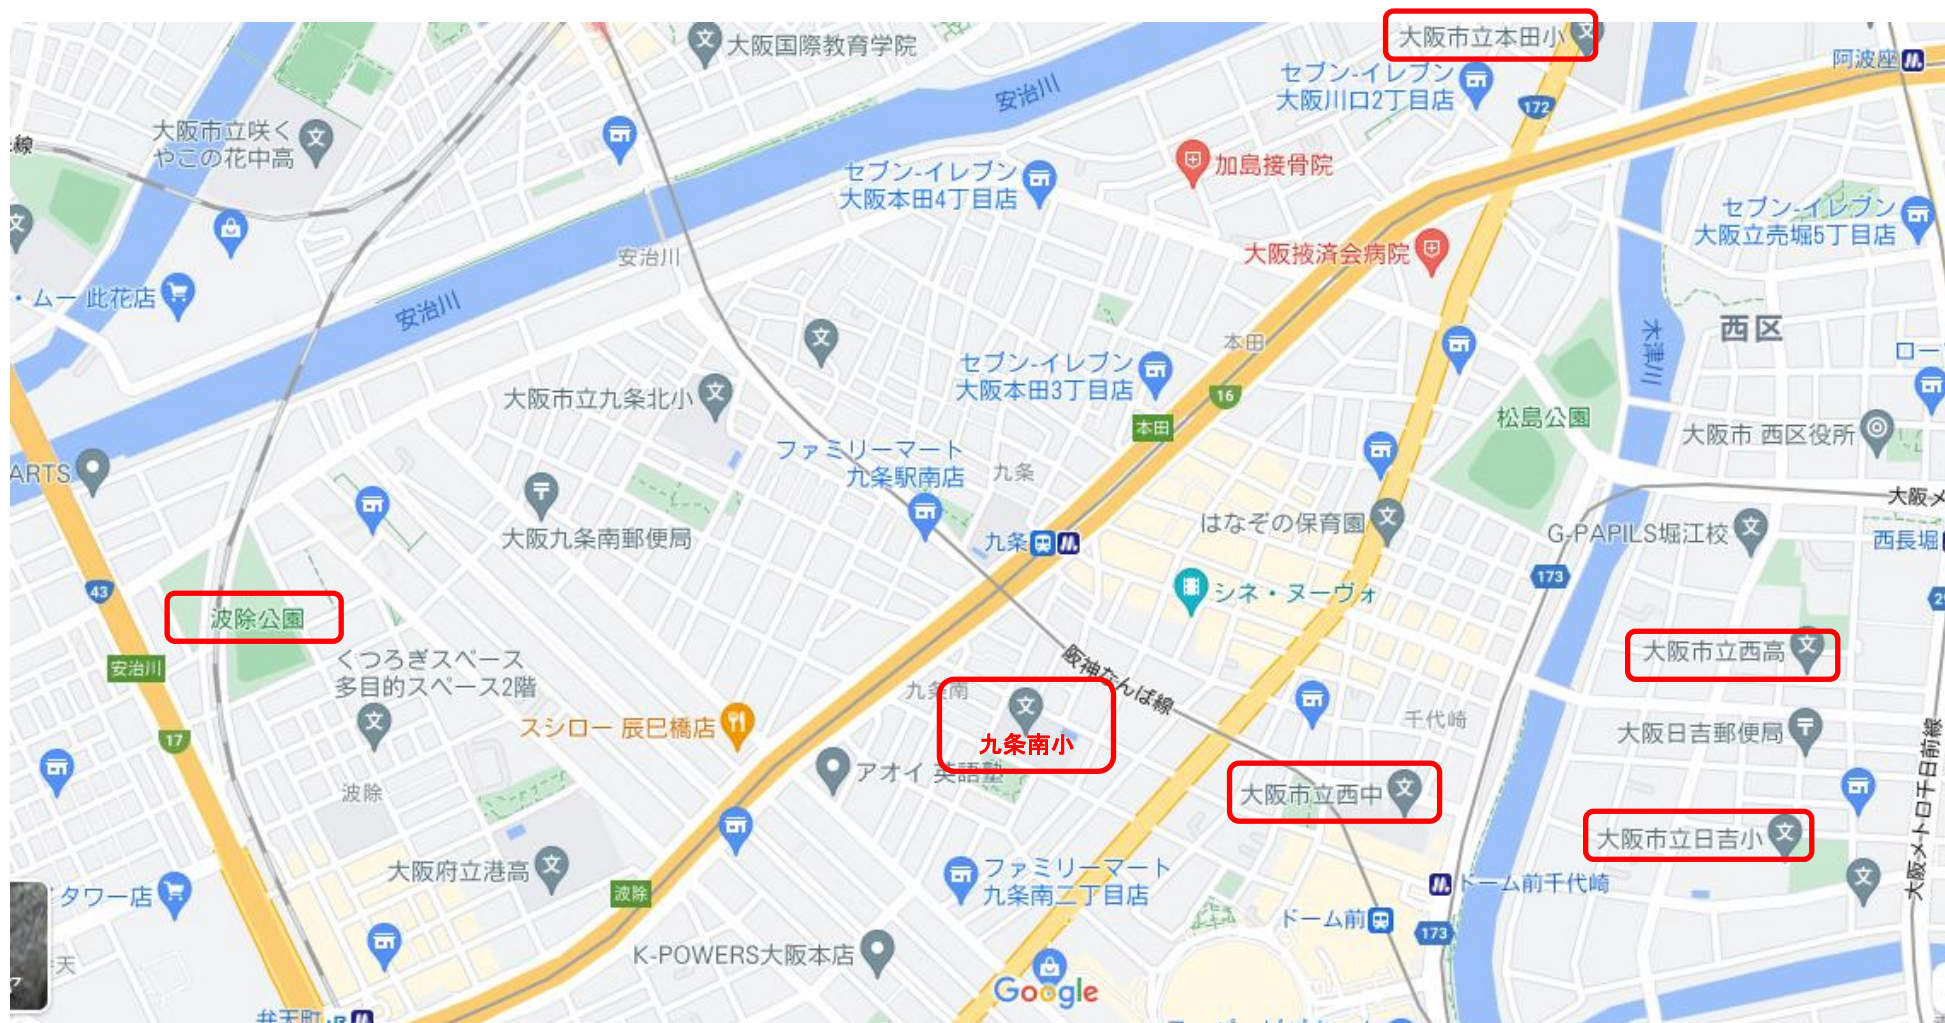 大阪国際教育学院
大阪市立本田小
阿波座
セブン-イレブン
大阪川口2丁目店
安治川
172
大阪市立咲く
やこの花中高
線
セブン-イレブン
大阪本田4丁目店
加島接骨院
セブン-イレブン
大阪立売堀5丁目店
大阪掖済会病院
安治川
・ムー 此花店
安治川
西区
木津川
本田
ロー
セブン-イレブン
大阪本田3丁目店
16
大阪市立九条北小
松島公園
本田
大阪市 西区役所
ファミリーマート
九条駅南店
九条
ARTS
大阪メ
はなぞの保育園
G-PAPILS堀江校
大阪九条南郵便局
九条
西長堀
173
43
シネ・ヌーヴォ
波除公園
大阪市立西高
くつろぎスペース
多目的スペース2階
安治川
阪神なんば線
九条南
千代崎
スシロー 辰巳橋店
大阪日吉郵便局
17
九条南小
アオイ 英語塾
大阪メトロ千日前線
波除
大阪市立西中
大阪市立日吉小
大阪府立港高
ファミリーマート
九条南二丁目店
ドーム前千代崎
タワー店
波除
ドーム前
173
K-POWERS大阪本店
天
Google
弁天町